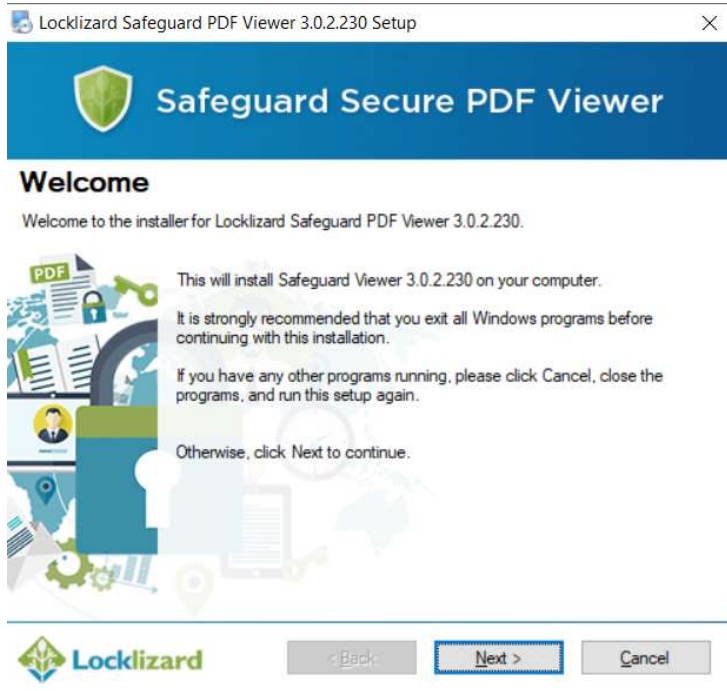 Locklizard Safeguard PDF Viewer 3.0.2.230 Setup
Safeguard Secure PDF Viewer
Welcome
Welcome to the installer for Locklizard Safeguard PDF Viewer 3.0.2.230.
PDF
This will install Safeguard Viewer 3.0.2.230 on your computer.
It is strongly recommended that you exit all Windows programs before
continuing with this installation.
If you have any other programs running, please click Cancel, close the
programs, and run this setup again.
Otherwise, click Next to continue.
Locklizard
< Back
Next >
Cancel